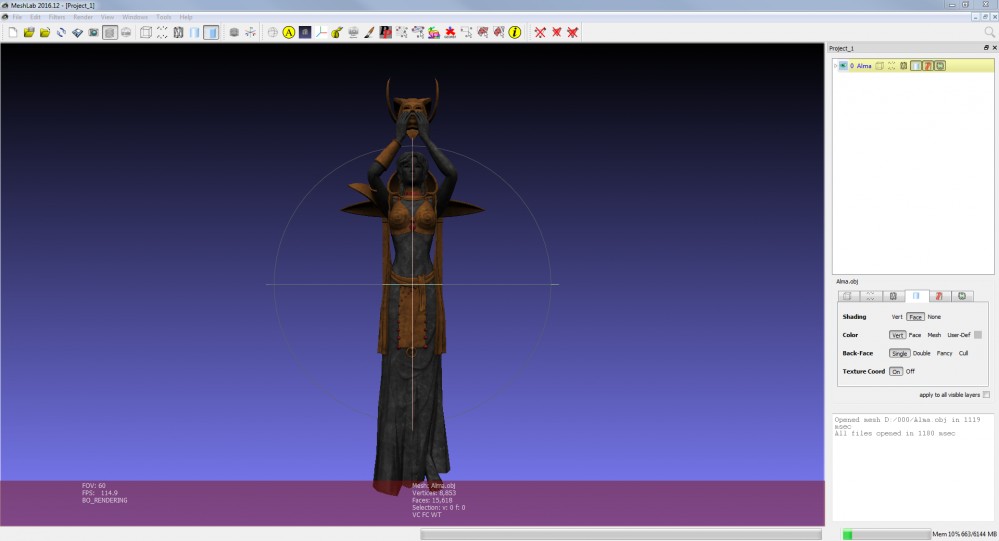 MeshLab 2016.12 - [Project_1]
File Edit Filters Render View Windows Tools Help
Project_1
0 Alma
Alma.obj
Shading Vert Face None
Color Vert Face Mesh User-Def
Back-Face Single Double Fancy Cull
Texture Coord On Off
apply to all visible layers
Opened mesh D:/000/Alma.obj in 1119
msec
All files opened in 1180 msec
FOV: 60
FPS: 114.9
BO_RENDERING
Mesh: Alma.obj
Vertices: 8,853
Faces: 15,618
Selection: v: 0 f: 0
VC FC WT
Mem 10% 663/6144 MB